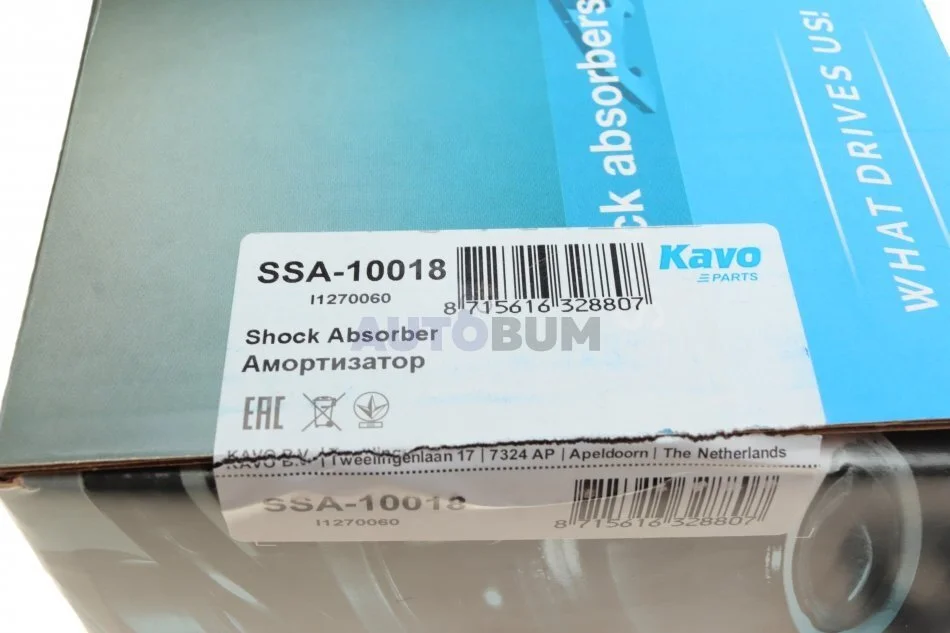 ck absorbers
WHAT DRIVES US!
SSA-10018
I1270060
8 715616 328807
Kavo
PARTS
Shock Absorber
Амортизатор
AUTOBUM
EAC
KAVO B.V. | Tweelingenlaan 17 | 7324 AP | Apeldoorn | The Netherlands
SSA-10018
I1270060
8 715616 328807